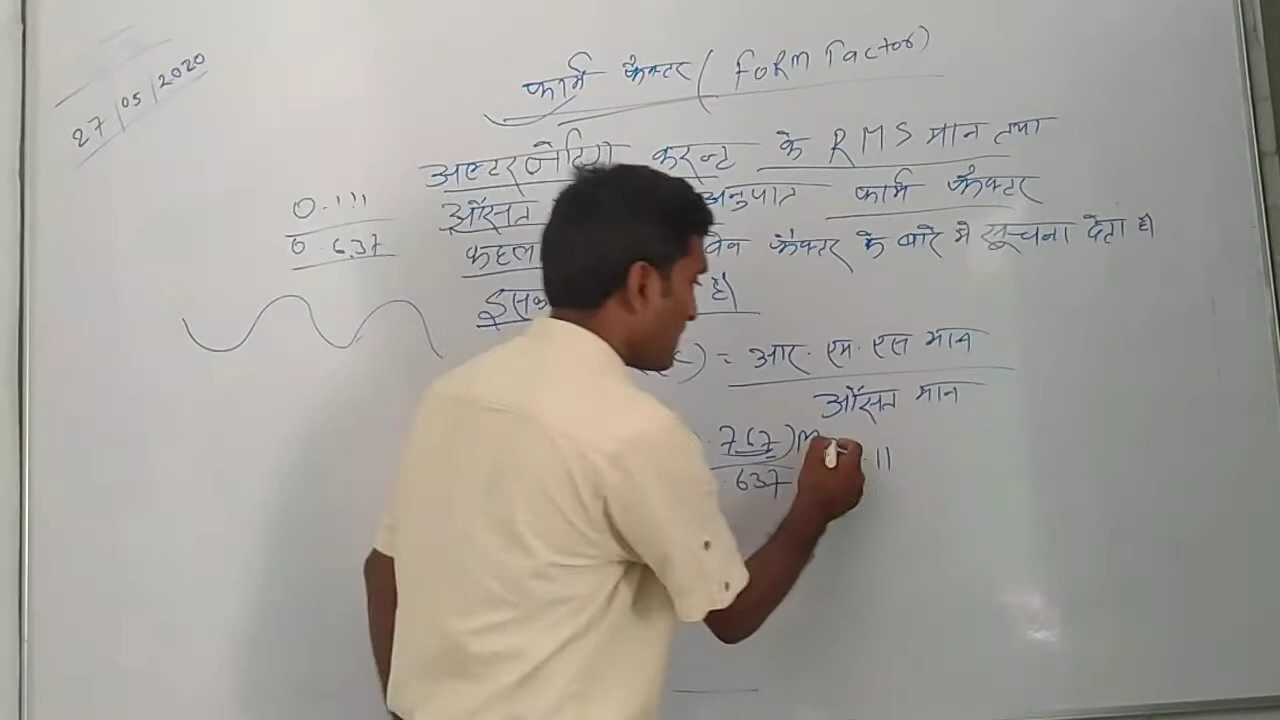 27/05/2020
फार्म फैक्टर (FoRM Factor)
अल्टरनेटिंग करन्ट के RMS मान तथा
औसत अनुपात फार्म फैक्टर
कहल वेव फैक्टर के बारे मे सूचना देता है।
है।
0.111
0.637
= आर. एम. एस मान
औसत मान
637
.11